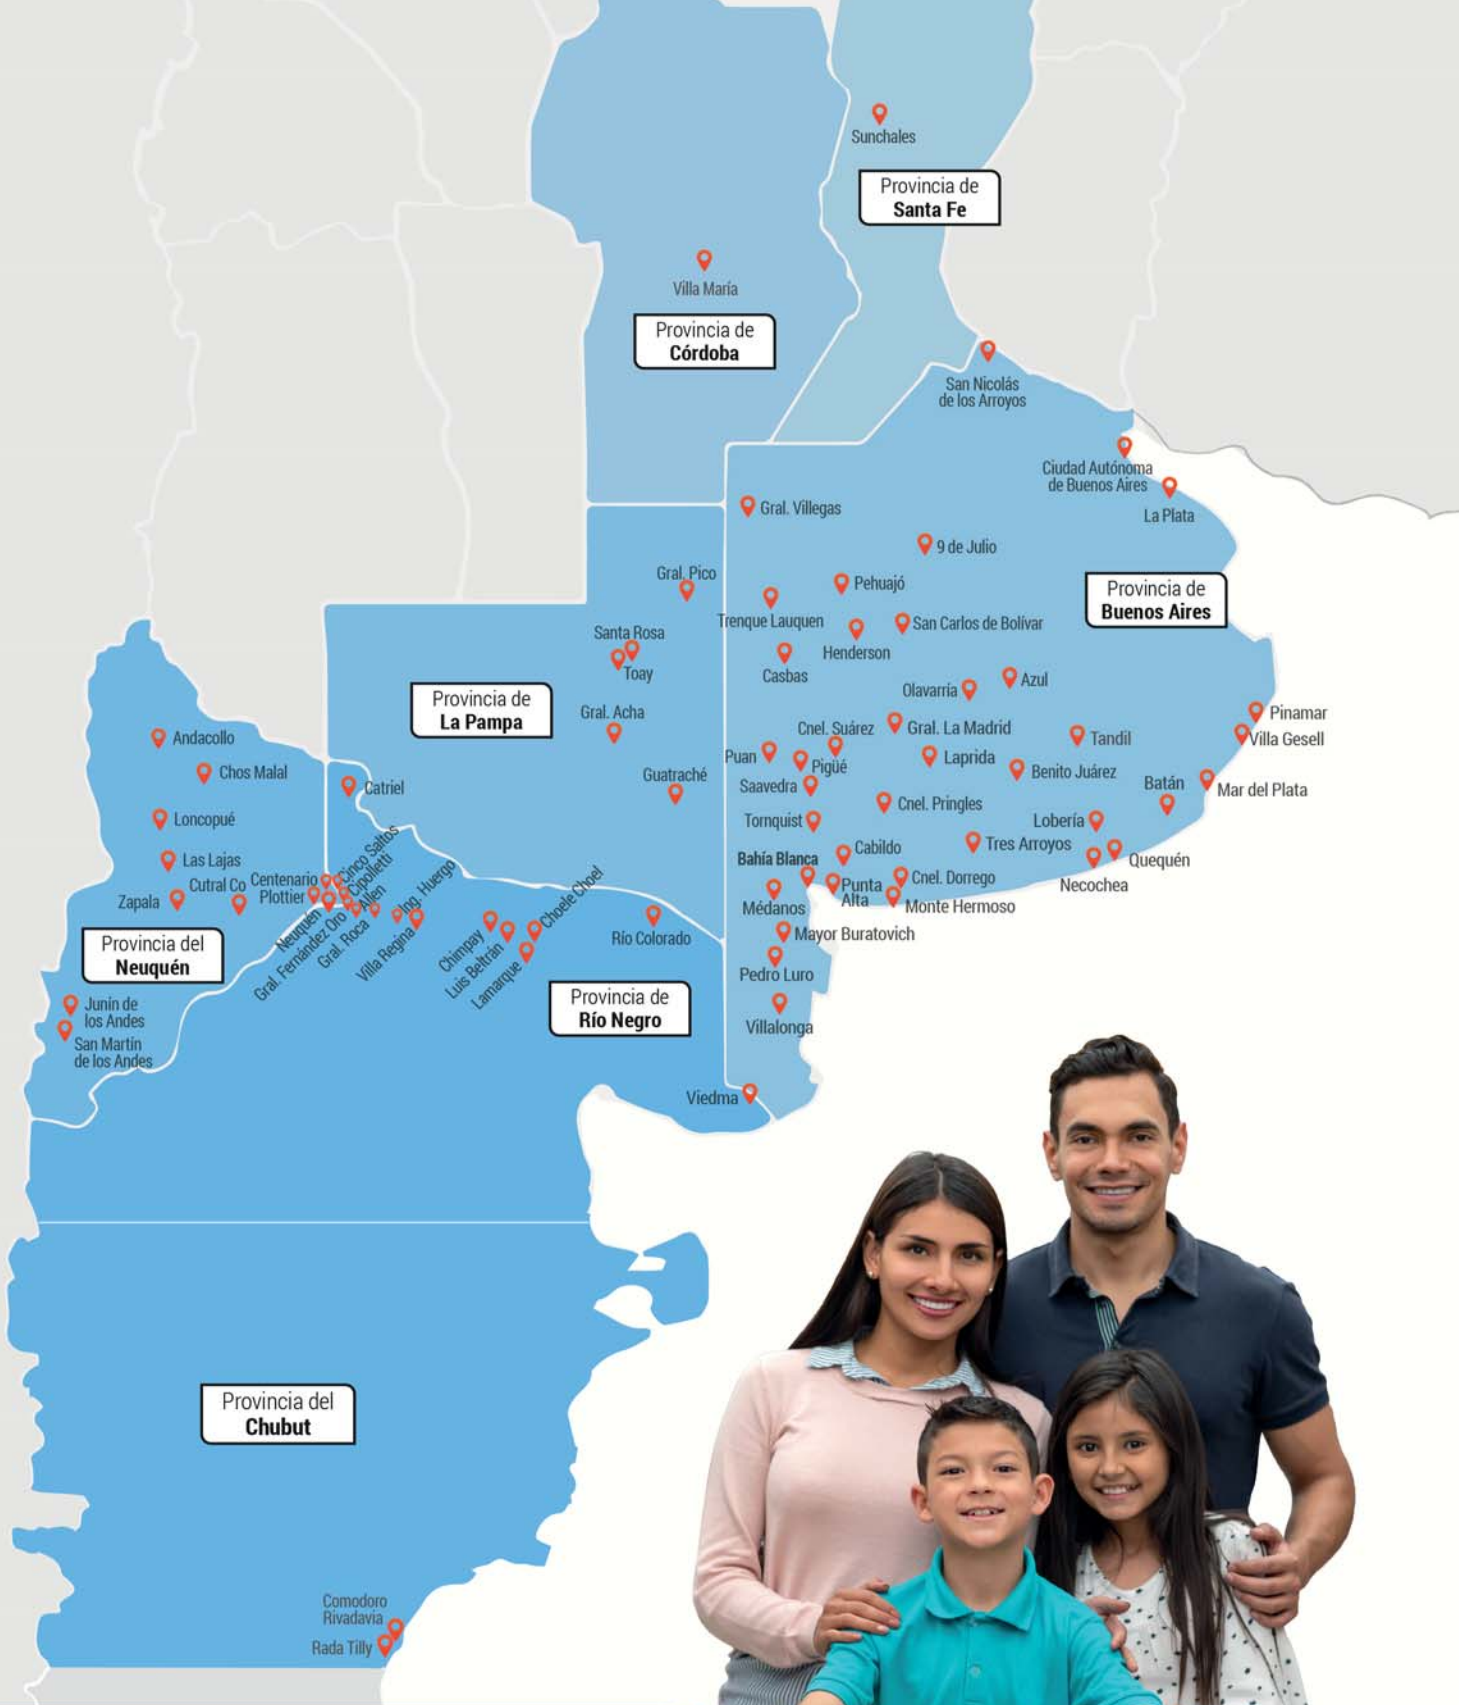 Sunchales
Provincia de
Santa Fe
Villa María
Provincia de
Córdoba
San Nicolás
de los Arroyos
Ciudad Autónoma
de Buenos Aires
La Plata
Gral. Villegas
9 de Julio
Gral. Pico
Pehuajó
Provincia de
Buenos Aires
Trenque Lauquen
San Carlos de Bolívar
Santa Rosa
Henderson
Toay
Casbas
Azul
Olavarría
Provincia de
La Pampa
Gral. Acha
Pinamar
Cnel. Suárez
Gral. La Madrid
Andacollo
Tandil
Villa Gesell
Puan
Pigüé
Laprida
Chos Malal
Guatraché
Benito Juárez
Catriel
Saavedra
Batán
Mar del Plata
Cnel. Pringles
Loncopué
Tornquist
Lobería
Cinco Saltos
Tres Arroyos
Cabildo
Las Lajas
Bahía Blanca
Quequén
Cipolletti
Centenario
Cutral Co
Cnel. Dorrego
Necochea
Punta
Alta
Plottier
Allen
Ing. Huergo
Choele Choel
Zapala
Médanos
Monte Hermoso
Neuquén
Gral. Fernández Oro
Gral. Roca
Villa Regina
Chimpay
Luis Beltrán
Lamarque
Río Colorado
Mayor Buratovich
Provincia del
Neuquén
Pedro Luro
Provincia de
Río Negro
Junín de
los Andes
Villalonga
San Martín
de los Andes
Viedma
Provincia del
Chubut
Comodoro
Rivadavia
Rada Tilly